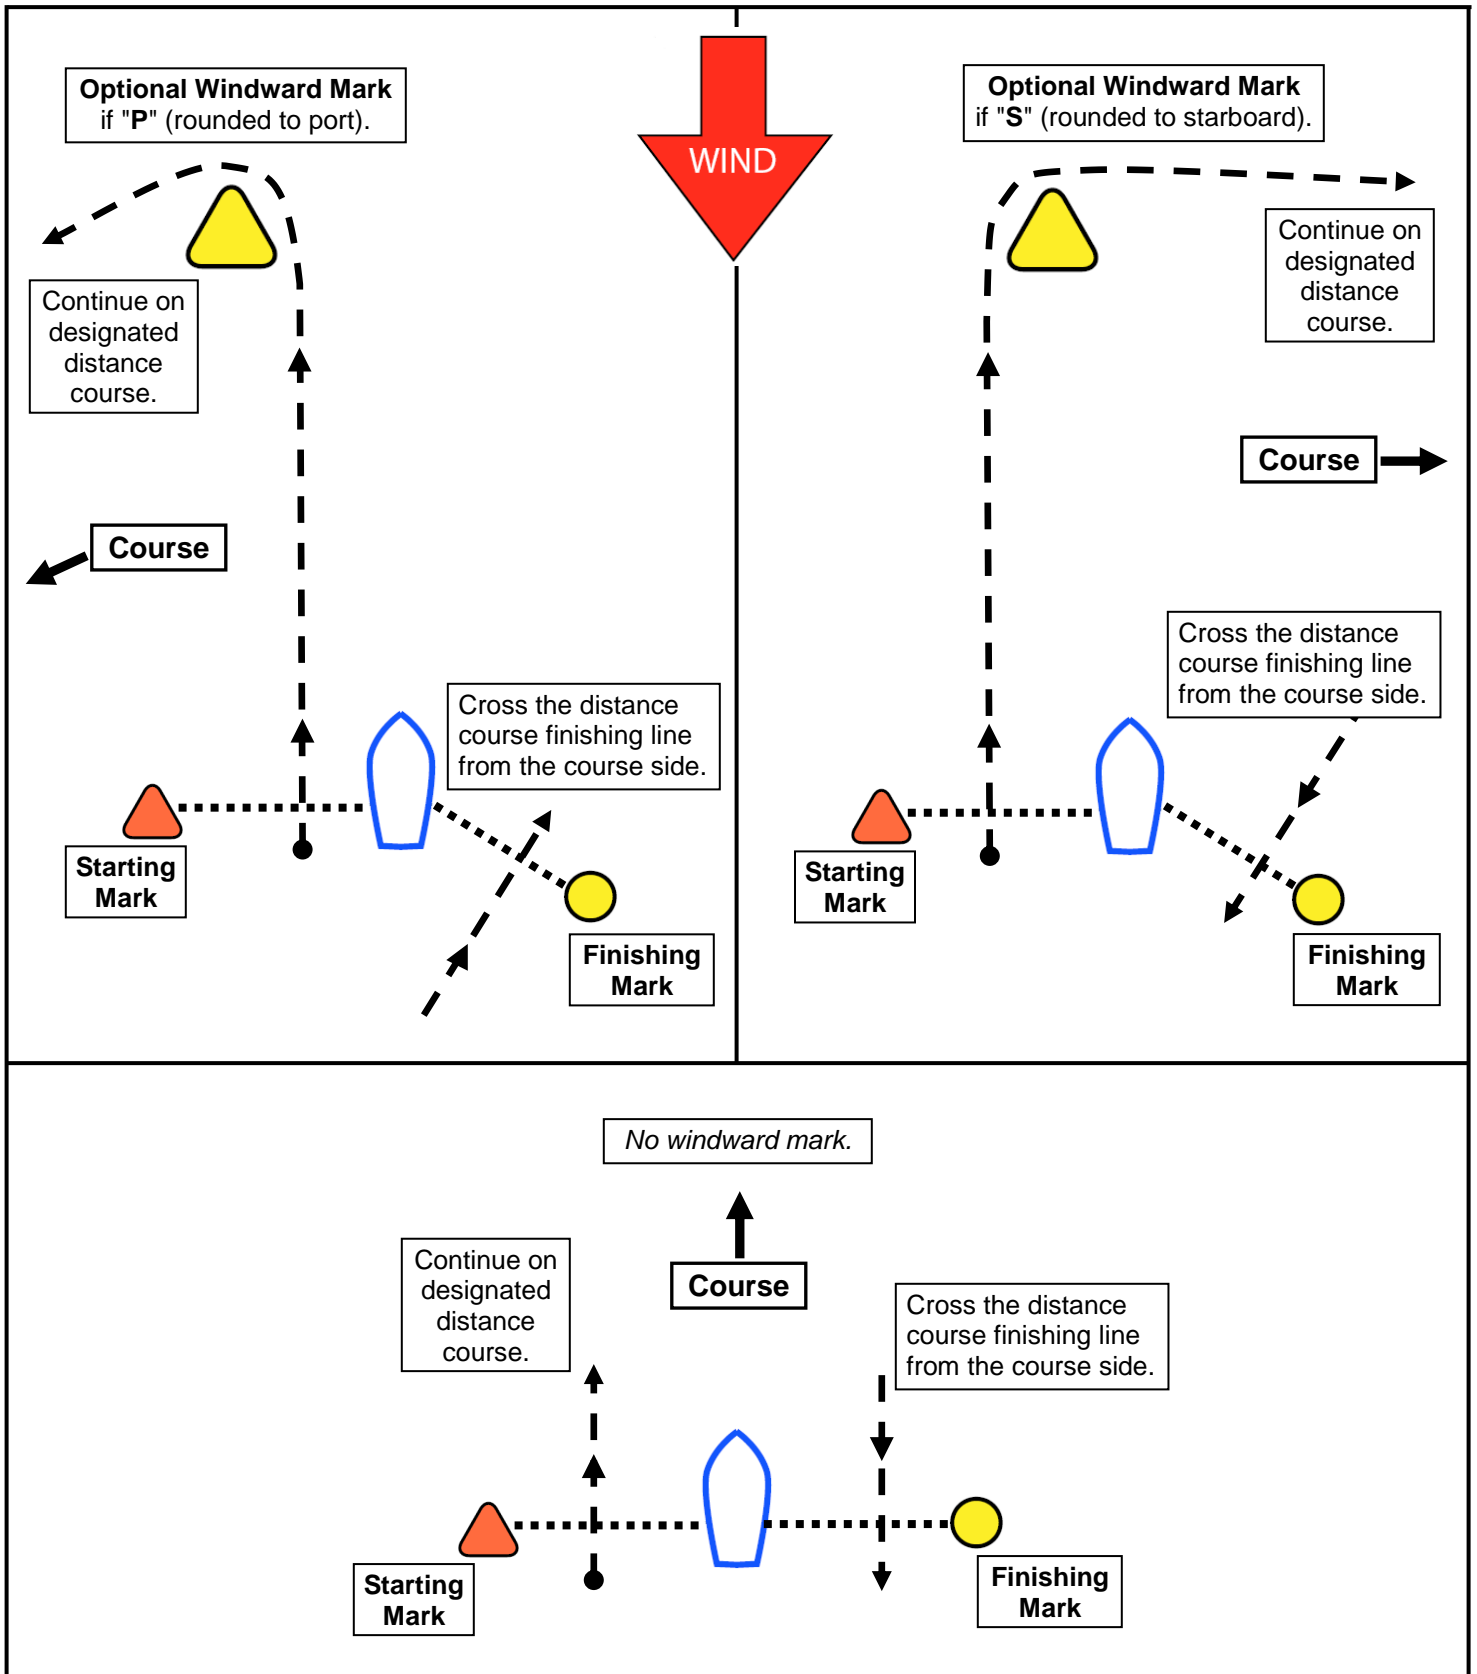 Optional Windward Mark
if "P" (rounded to port).
WIND
Optional Windward Mark
if "S" (rounded to starboard).
Continue on
designated
distance
course.
Continue on
designated
distance
course.
Course
Course
Cross the distance
course finishing line
from the course side.
Cross the distance
course finishing line
from the course side.
Starting
Mark
Finishing
Mark
Starting
Mark
Finishing
Mark
No windward mark.
Continue on
designated
distance
course.
Course
Cross the distance
course finishing line
from the course side.
Starting
Mark
Finishing
Mark